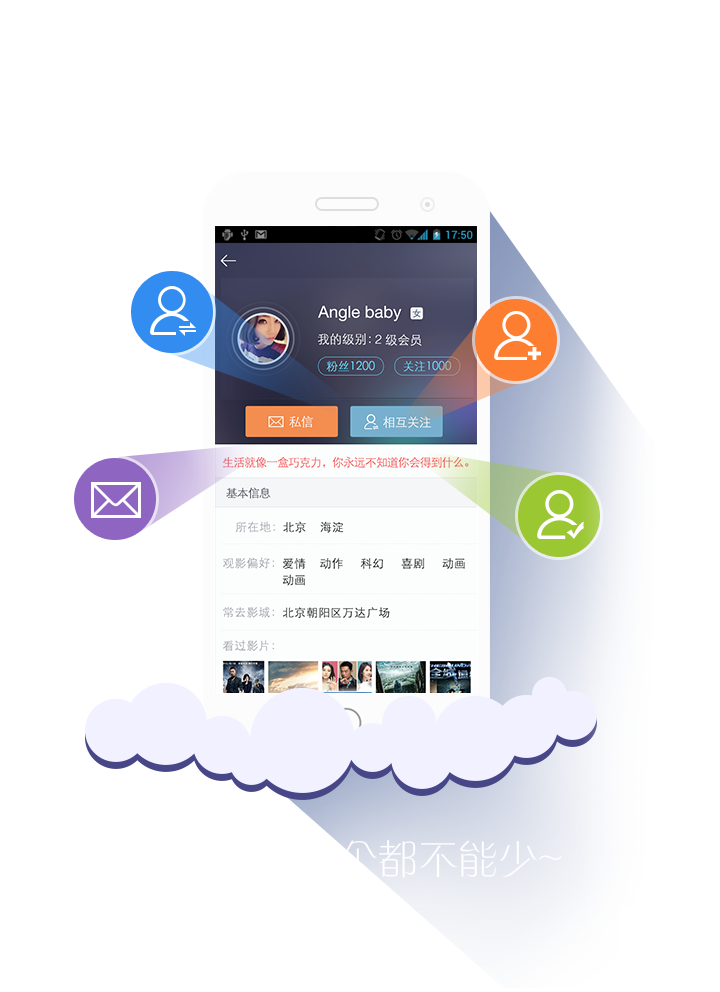 17:50
Angle baby 女
我的级别：2 级会员
粉丝1200 关注1000
私信 相互关注
生活就像一盒巧克力，你永远不知道你会得到什么。
基本信息
所在地： 北京 海淀
观影偏好： 爱情 动作 科幻 喜剧 动画
动画
常去影城： 北京朝阳区万达广场
看过影片：
个都不能少~